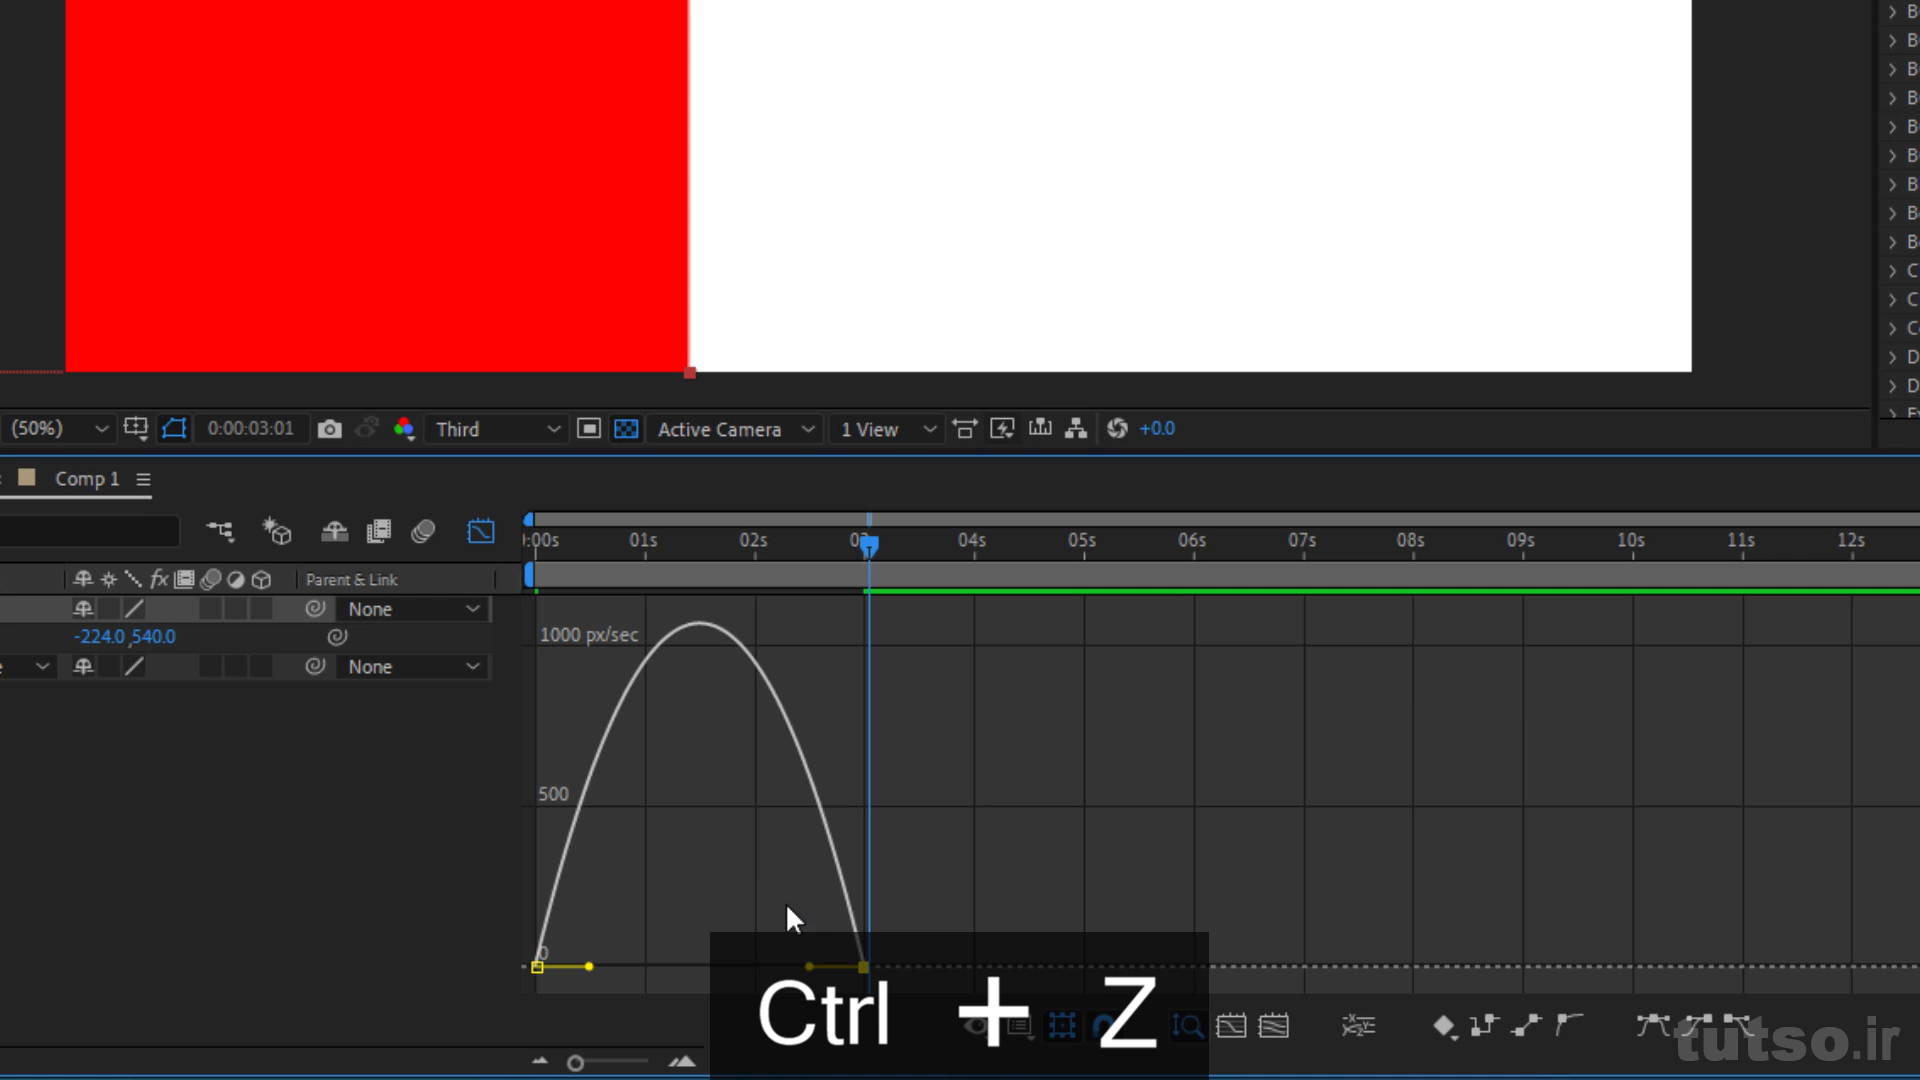 B
B
B
B
B
B
B
B
B
C
C
C
D
D
(50%) 0:00:03:01 Third Active Camera 1 View +0.0
Comp 1
0:00s 01s 02s 04s 05s 06s 07s 08s 09s 10s 11s 12s
fx Parent & Link
None
-224.0,540.0
None
1000 px/sec
500
0
Ctrl + Z
tutso.ir